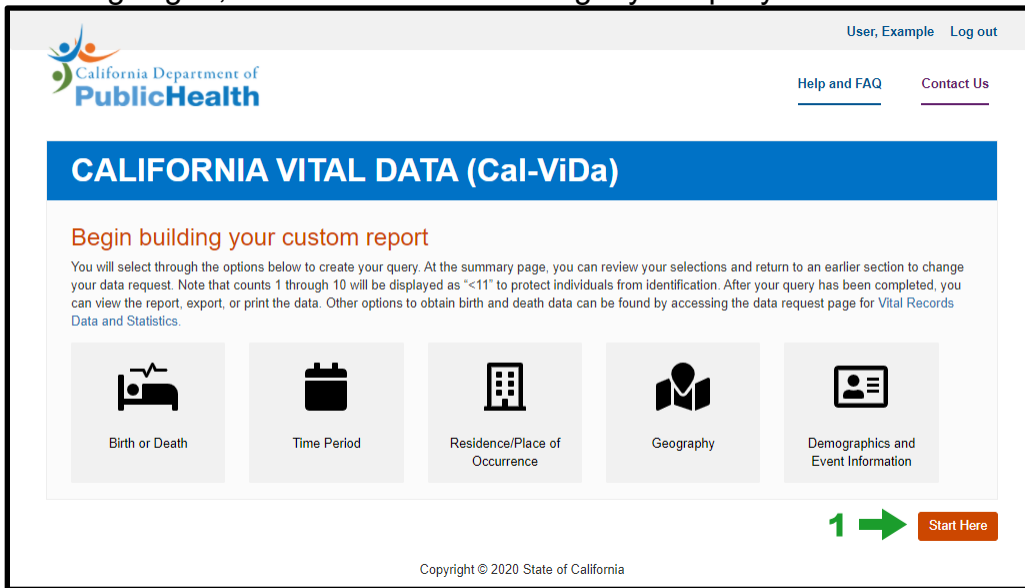 User, Example Log out
California Department of
PublicHealth
Help and FAQ Contact Us
CALIFORNIA VITAL DATA (Cal-ViDa)
Begin building your custom report
You will select through the options below to create your query. At the summary page, you can review your selections and return to an earlier section to change
your data request. Note that counts 1 through 10 will be displayed as “<11” to protect individuals from identification. After your query has been completed, you
can view the report, export, or print the data. Other options to obtain birth and death data can be found by accessing the data request page for Vital Records
Data and Statistics.
Birth or Death
Time Period
Residence/Place of
Occurrence
Geography
Demographics and
Event Information
1
Start Here
Copyright © 2020 State of California